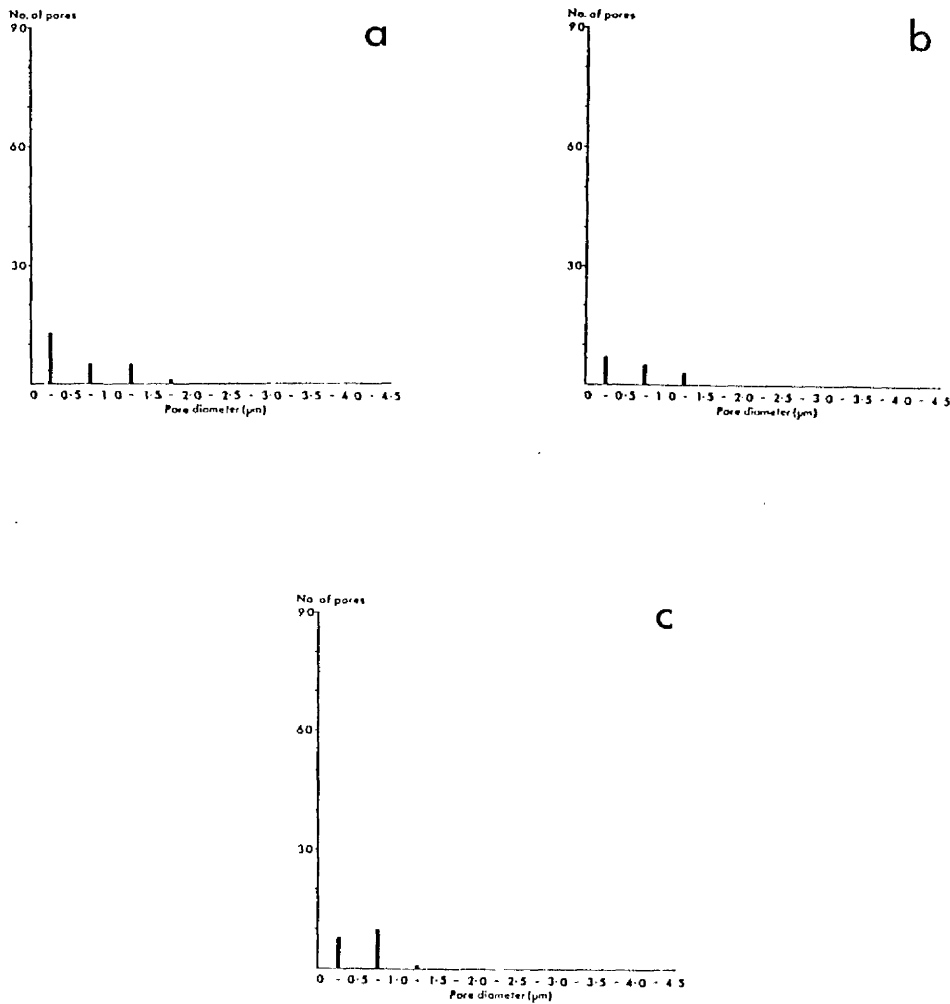 No. of pores
a
90
60
30
0 - 0·5 - 1·0 - 1·5 - 2·0 - 2·5 - 3·0 - 3·5 - 4·0 - 4·5
Pore diameter (µm)
No. of pores
b
90
60
30
0 - 0·5 - 1·0 - 1·5 - 2·0 - 2·5 - 3·0 - 3·5 - 4·0 - 4·5
Pore diameter (µm)
No. of pores
c
90
60
30
0 - 0·5 - 1·0 - 1·5 - 2·0 - 2·5 - 3·0 - 3·5 - 4·0 - 4·5
Pore diameter (µm)